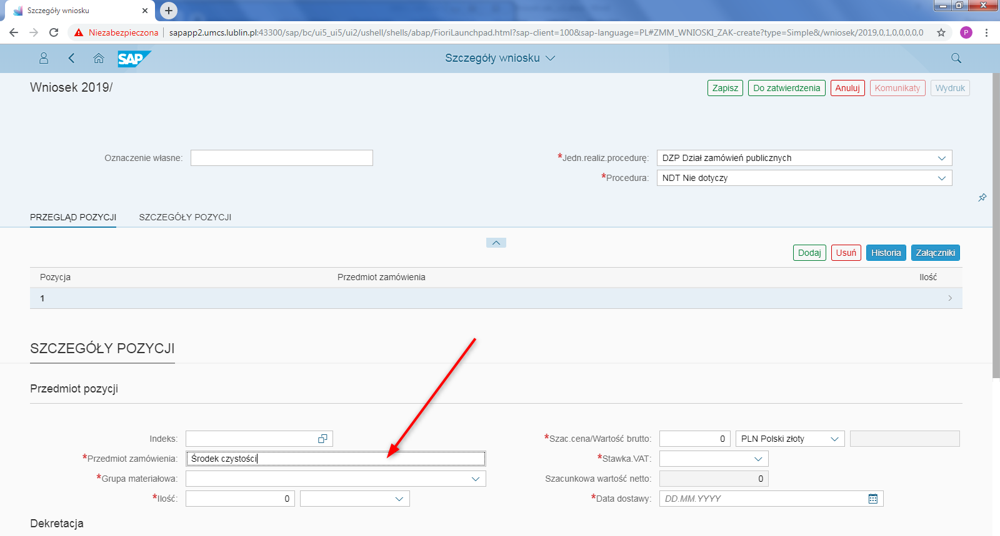 Szczegóły wniosku
Niezabezpieczona
sapapp2.umcs.lublin.pl:43300/sap/bc/ui5_ui5/ui2/ushell/shells/abap/FioriLaunchpad.html?sap-client=100&sap-language=PL#ZMM_WNIOSKI_ZAK-create?type=Simple&/wniosek/2019,0,1,0,0,0,0,0
P
SAP
Szczegóły wniosku
Wniosek 2019/
Zapisz Do zatwierdzenia Anuluj Komunikaty Wydruk
Oznaczenie własne:
*Jedn.realiz.procedurę: DZP Dział zamówień publicznych
*Procedura: NDT Nie dotyczy
PRZEGLĄD POZYCJI SZCZEGÓŁY POZYCJI
Dodaj Usuń Historia Załączniki
Pozycja Przedmiot zamówienia Ilość
1
SZCZEGÓŁY POZYCJI
Przedmiot pozycji
Indeks: *Szac.cena/Wartość brutto: 0 PLN Polski złoty
*Przedmiot zamówienia: Środek czystości *Stawka.VAT:
*Grupa materiałowa: Szacunkowa wartość netto: 0
*Ilość: 0 *Data dostawy: DD.MM.YYYY
Dekretacja